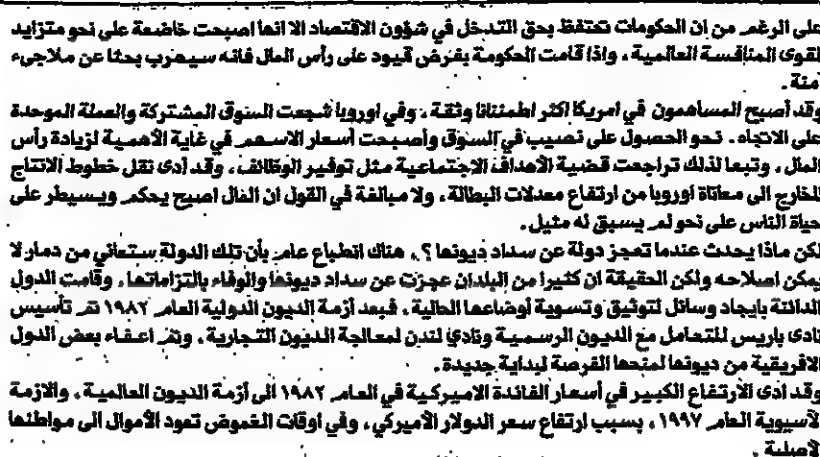 على الرغم من ان الحكومات تحتفظ بحق التدخل في شؤون الاقتصاد الا انها اصبحت خاضعة على نحو متزايد
لقوى المنافسة العالمية ، واذا قامت الحكومة بفرض قيود على رأس المال فانه سيهرب بحثا عن ملاجيء
آمنة .
وقد أصبح المساهمون في امريكا اكثر اطمئنانا وثقة ، وفي اوروبا شجعت السوق المشتركة والعملة الموحدة
على الاتجاه . نحو الحصول على نصيب في السوق وأصبحت أسعار الاسهم في غاية الأهمية لزيادة رأس
المال ، وتبعا لذلك تراجعت قضية الأهداف الاجتماعية مثل توفير الوظائف ، وقد أدى نقل خطوط الانتاج
للخارج الى معاناة اوروبا من ارتفاع معدلات البطالة ، ولا مبالغة في القول ان المال اصبح يحكم ويسيطر على
حياة الناس على نحو لم يسبق له مثيل .
لكن ماذا يحدث عندما تعجز دولة عن سداد ديونها ؟ . هناك انطباع عام بأن تلك الدولة ستعاني من دمار لا
يمكن اصلاحه ولكن الحقيقة ان كثيرا من البلدان عجزت عن سداد ديونها والوفاء بالتزاماتها ، وقامت الدول
الدائنة بايجاد وسائل لتوثيق وتسوية أوضاعها الحالية ، فبعد أزمة الديون الدولية العام ١٩٨٢ تم تأسيس
نادي باريس للتعامل مع الديون الرسمية ونادي لندن لمعالجة الديون التجارية ، وتم اعفاء بعض الدول
الافريقية من ديونها لمنحها الفرصة لبداية جديدة .
وقد أدى الارتفاع الكبير في أسعار الفائدة الاميركية في العام ١٩٨٢ الى أزمة الديون العالمية ، والازمة
لآسيوية العام ١٩٩٧ ، بسبب ارتفاع سعر الدولار الأميركي ، وفي اوقات الغموض تعود الأموال الى مواطنها
لاصلية .